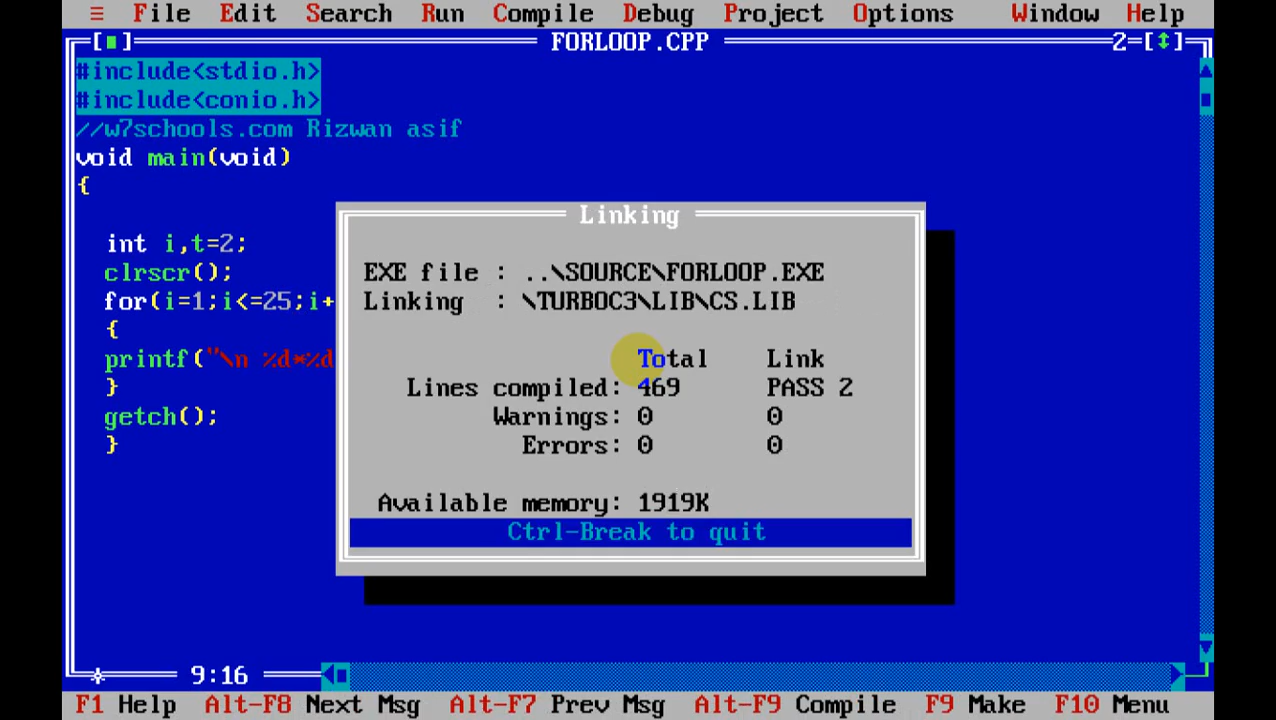 ≡ File Edit Search Run Compile Debug Project Options Window Help
[■] FORLOOP.CPP 2=[↕]
#include<stdio.h>
#include<conio.h>
//w7schools.com Rizwan asif
void main(void)
{
int i,t=2;
clrscr();
for(i=1;i<=25;i+
{
printf("\n %d*%d
}
getch();
}
Linking
EXE file : ..\SOURCE\FORLOOP.EXE
Linking : \TURBOC3\LIB\CS.LIB
Total Link
Lines compiled: 469 PASS 2
Warnings: 0 0
Errors: 0 0
Available memory: 1919K
Ctrl-Break to quit
9:16
F1 Help Alt-F8 Next Msg Alt-F7 Prev Msg Alt-F9 Compile F9 Make F10 Menu